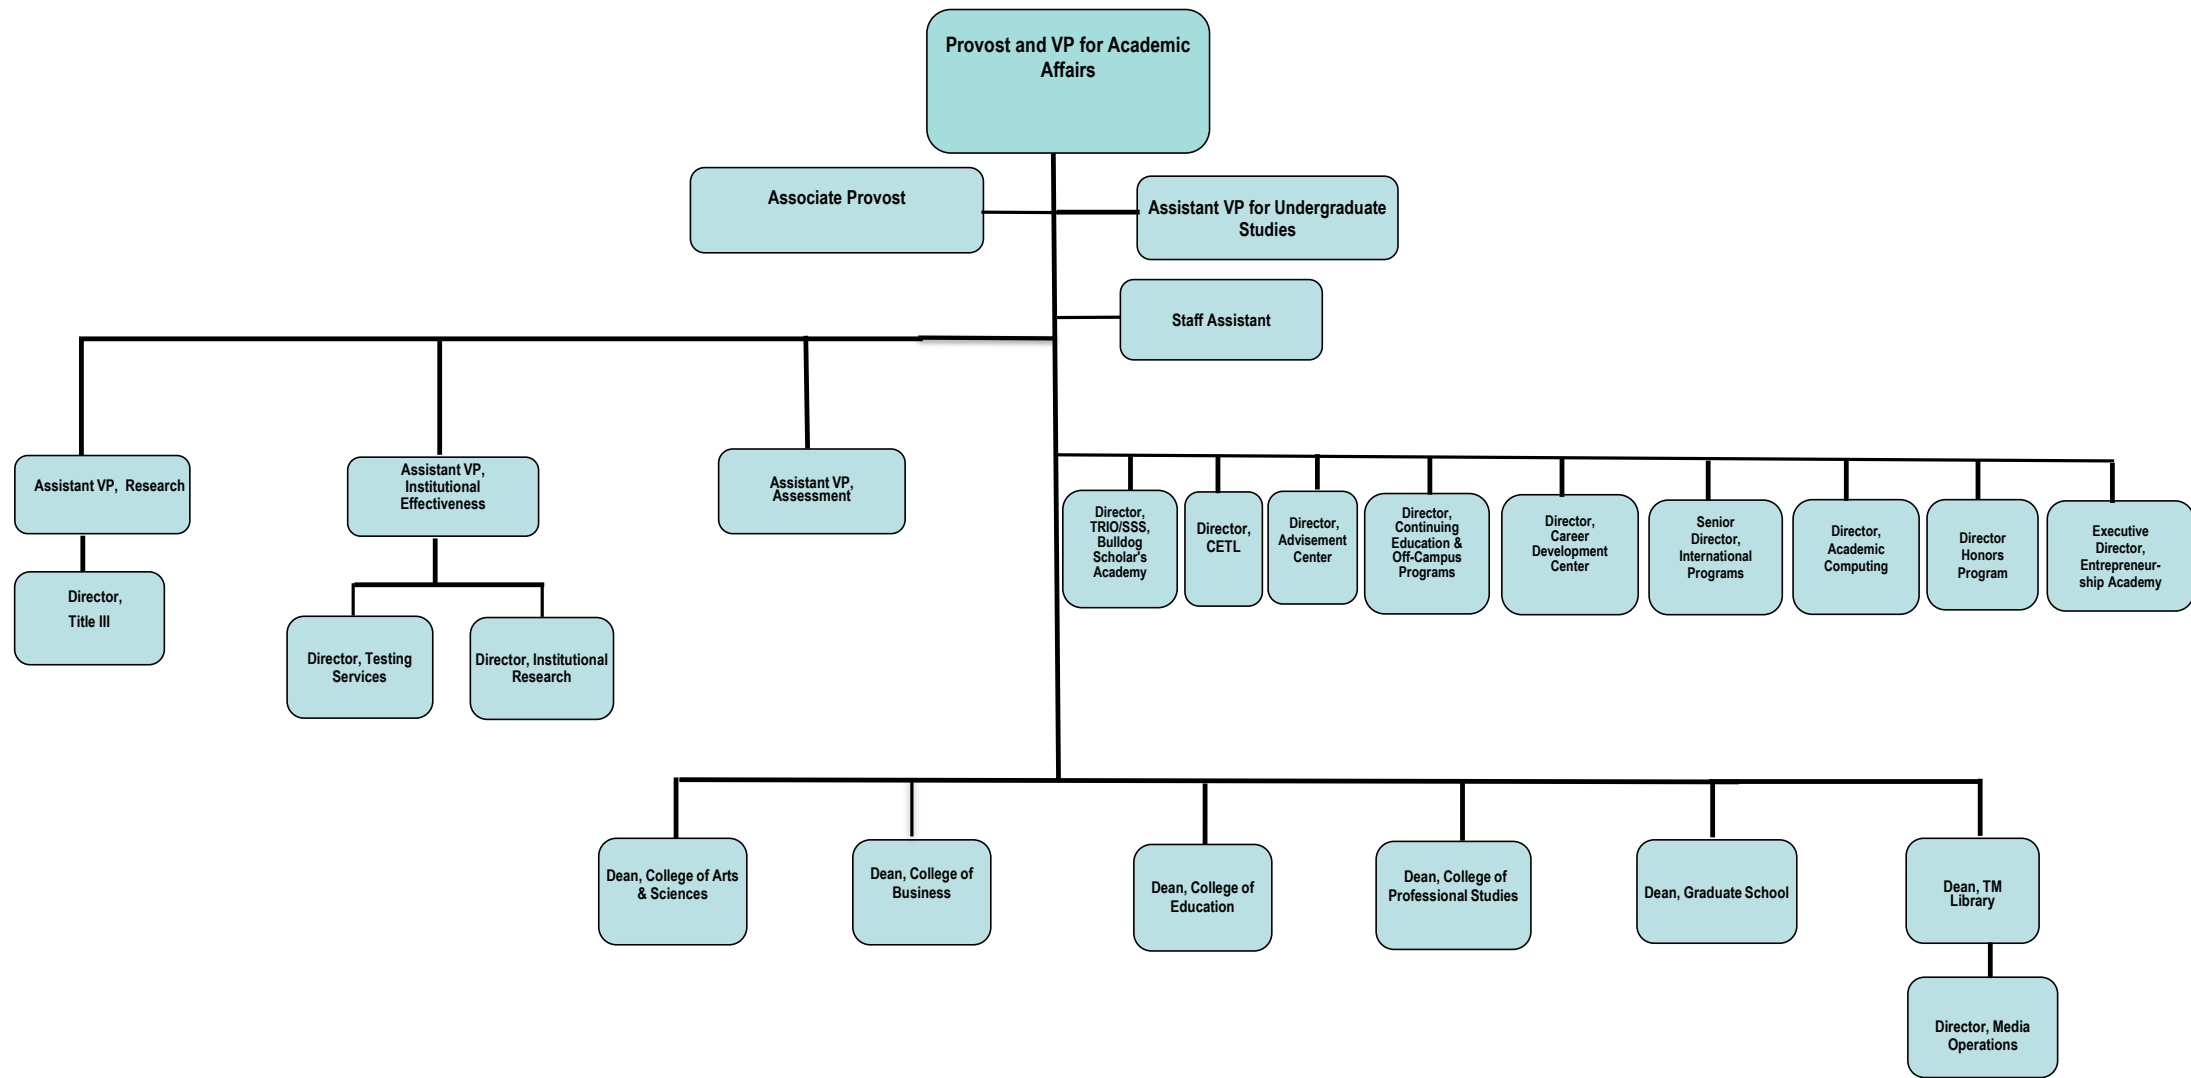 Provost and VP for Academic
Affairs
Associate Provost
Assistant VP for Undergraduate
Studies
Staff Assistant
Assistant VP,  Research
Assistant VP,
Institutional
Effectiveness
Assistant VP,
Assessment
Director,
TRIO/SSS,
Bulldog
Scholar's
Academy
Director,
CETL
Director,
Advisement
Center
Director,
Continuing
Education &
Off-Campus
Programs
Director,
Career
Development
Center
Senior
Director,
International
Programs
Director,
Academic
Computing
Director
Honors
Program
Executive
Director,
Entrepreneur-
ship Academy
Director,
Title III
Director, Testing
Services
Director, Institutional
Research
Dean, College of Arts
& Sciences
Dean, College of
Business
Dean, College of
Education
Dean, College of
Professional Studies
Dean, Graduate School
Dean, TM
Library
Director, Media
Operations